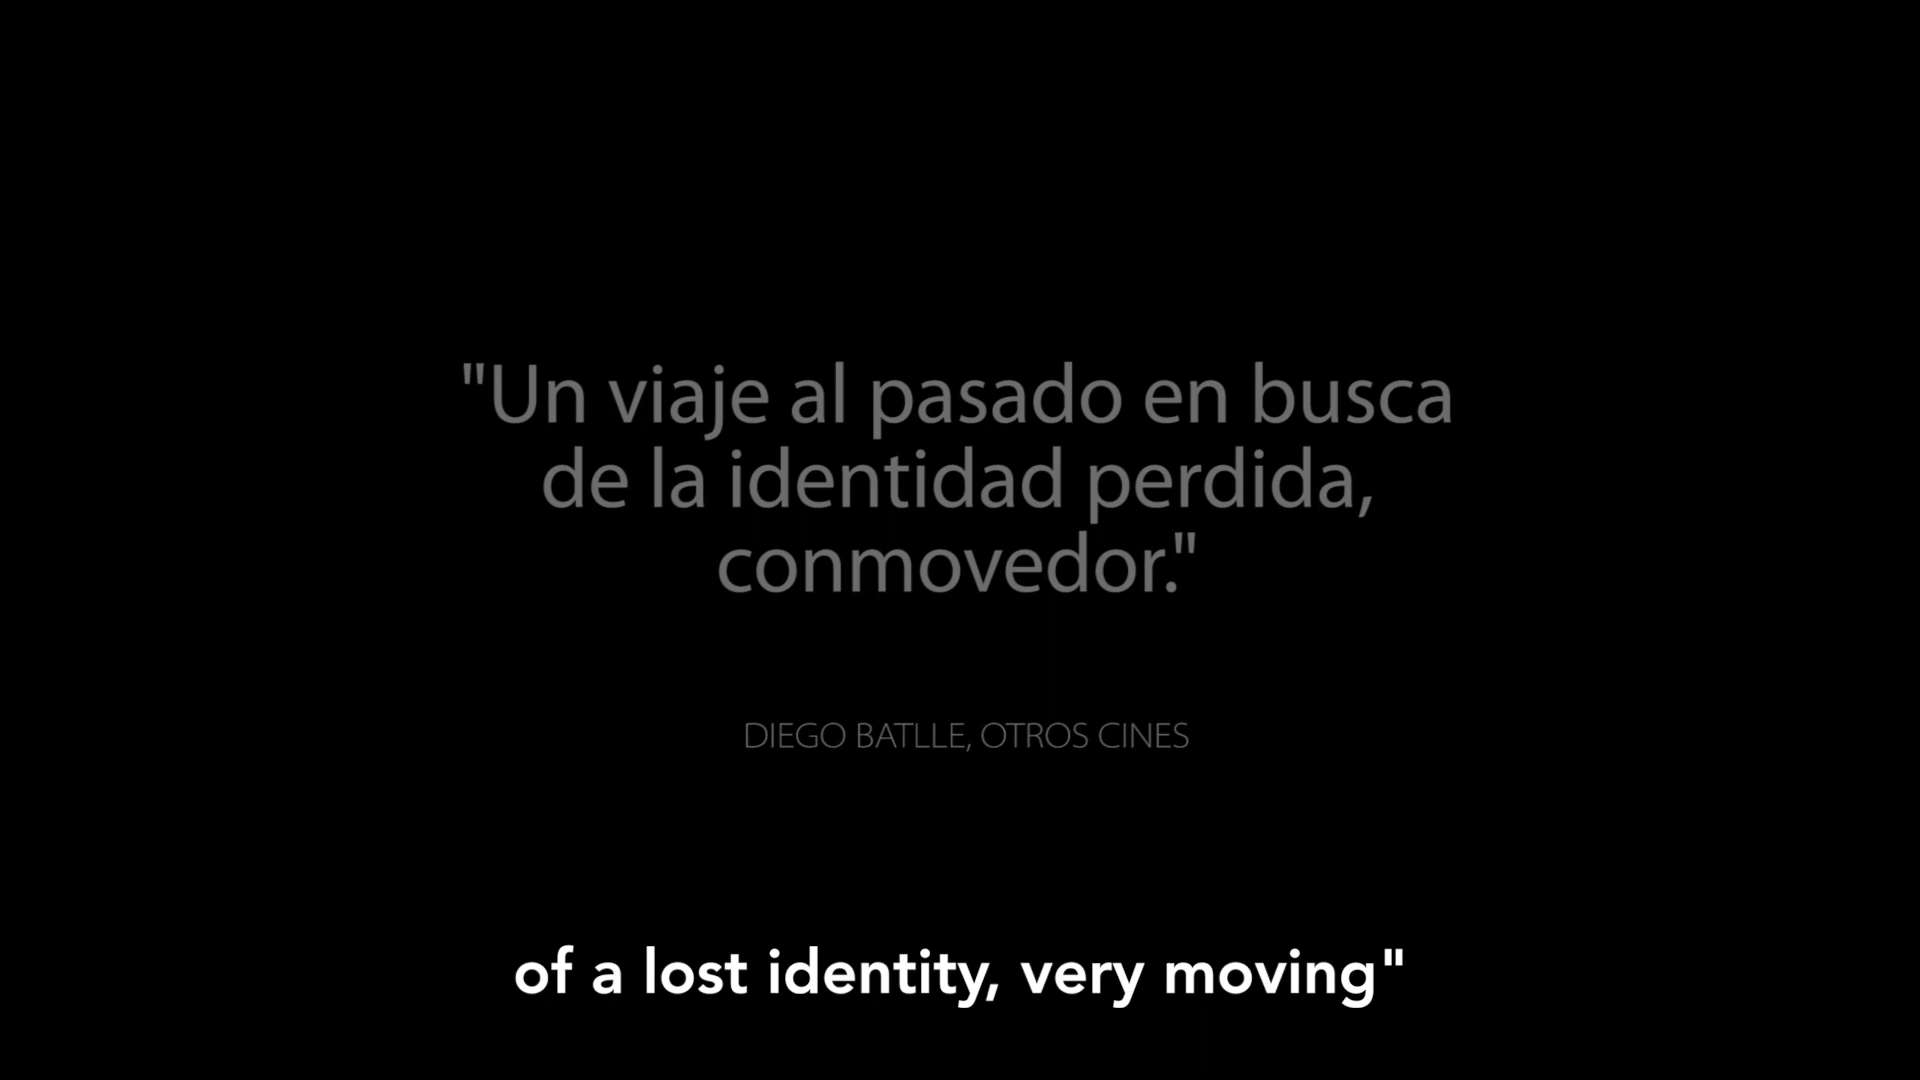 "Un viaje al pasado en busca
de la identidad perdida,
conmovedor."
DIEGO BATLLE, OTROS CINES
of a lost identity, very moving"